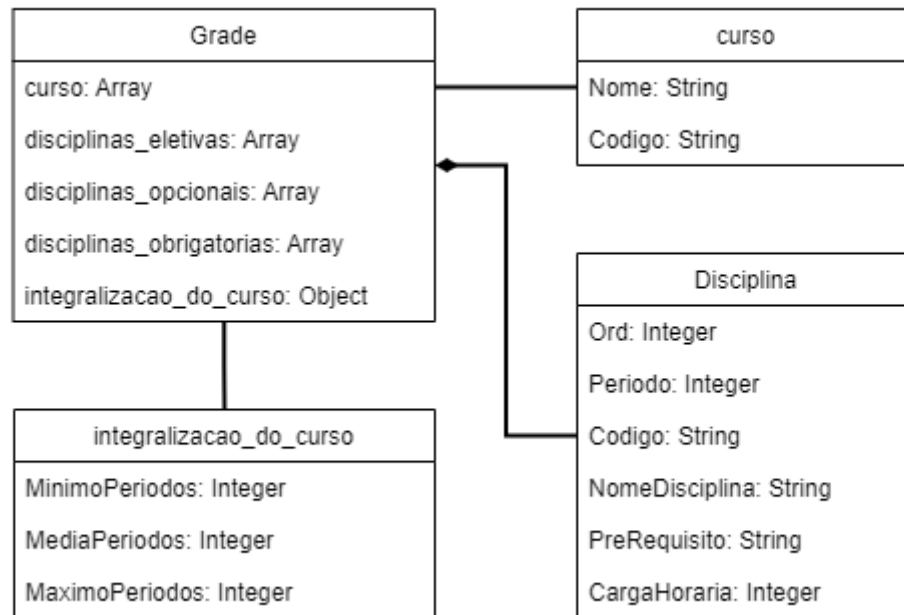 Grade
curso: Array
disciplinas_eletivas: Array
disciplinas_opcionais: Array
disciplinas_obrigatorias: Array
integralizacao_do_curso: Object
curso
Nome: String
Codigo: String
integralizacao_do_curso
MinimoPeriodos: Integer
MediaPeriodos: Integer
MaximoPeriodos: Integer
Disciplina
Ord: Integer
Periodo: Integer
Codigo: String
NomeDisciplina: String
PreRequisito: String
CargaHoraria: Integer